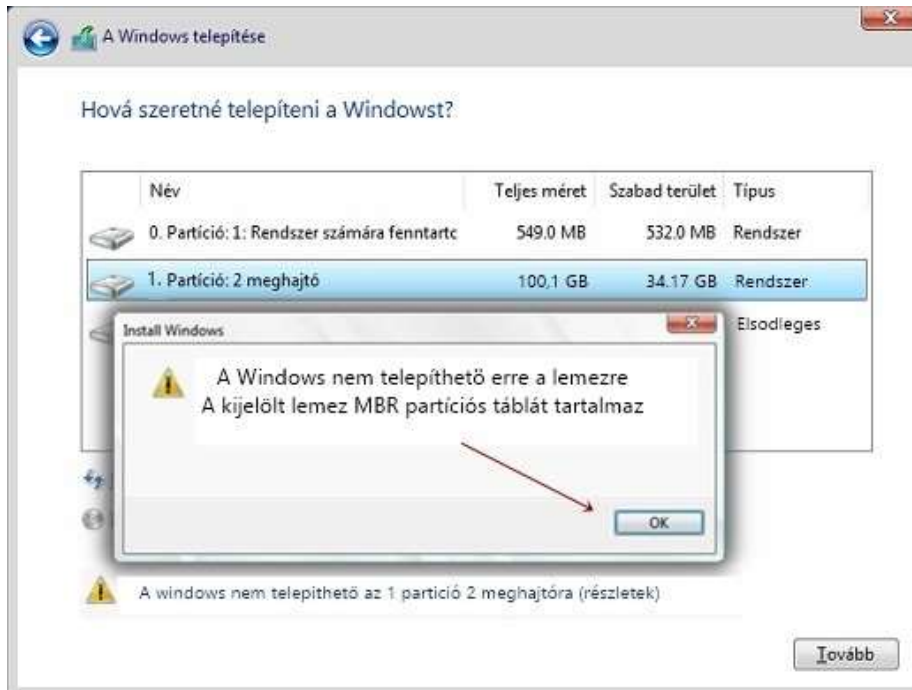 A Windows telepítése
Hová szeretné telepíteni a Windowst?
Név Teljes méret Szabad terület Típus
0. Partíció: 1: Rendszer számára fenntartc 549.0 MB 532.0 MB Rendszer
1. Partíció: 2 meghajtó 100,1 GB 34.17 GB Rendszer
Elsodleges
Install Windows
A Windows nem telepíthető erre a lemezre
A kijelölt lemez MBR partíciós táblát tartalmaz
OK
A windows nem telepithető az 1 partició 2 meghajtóra (részletek)
Tovább